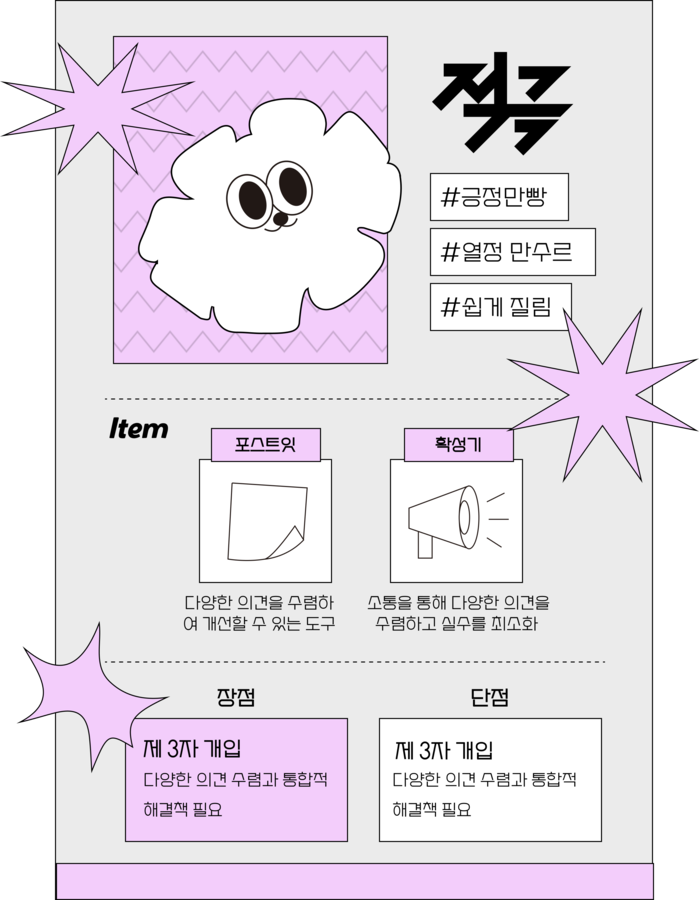 적극
#긍정만빵
#열정 만수르
#쉽게 질림
Item
포스트잇
확성기
다양한 의견을 수렴하
여 개선할 수 있는 도구
소통을 통해 다양한 의견을
수렴하고 실수를 최소화
장점
단점
제 3자 개입
다양한 의견 수렴과 통합적
해결책 필요
제 3자 개입
다양한 의견 수렴과 통합적
해결책 필요